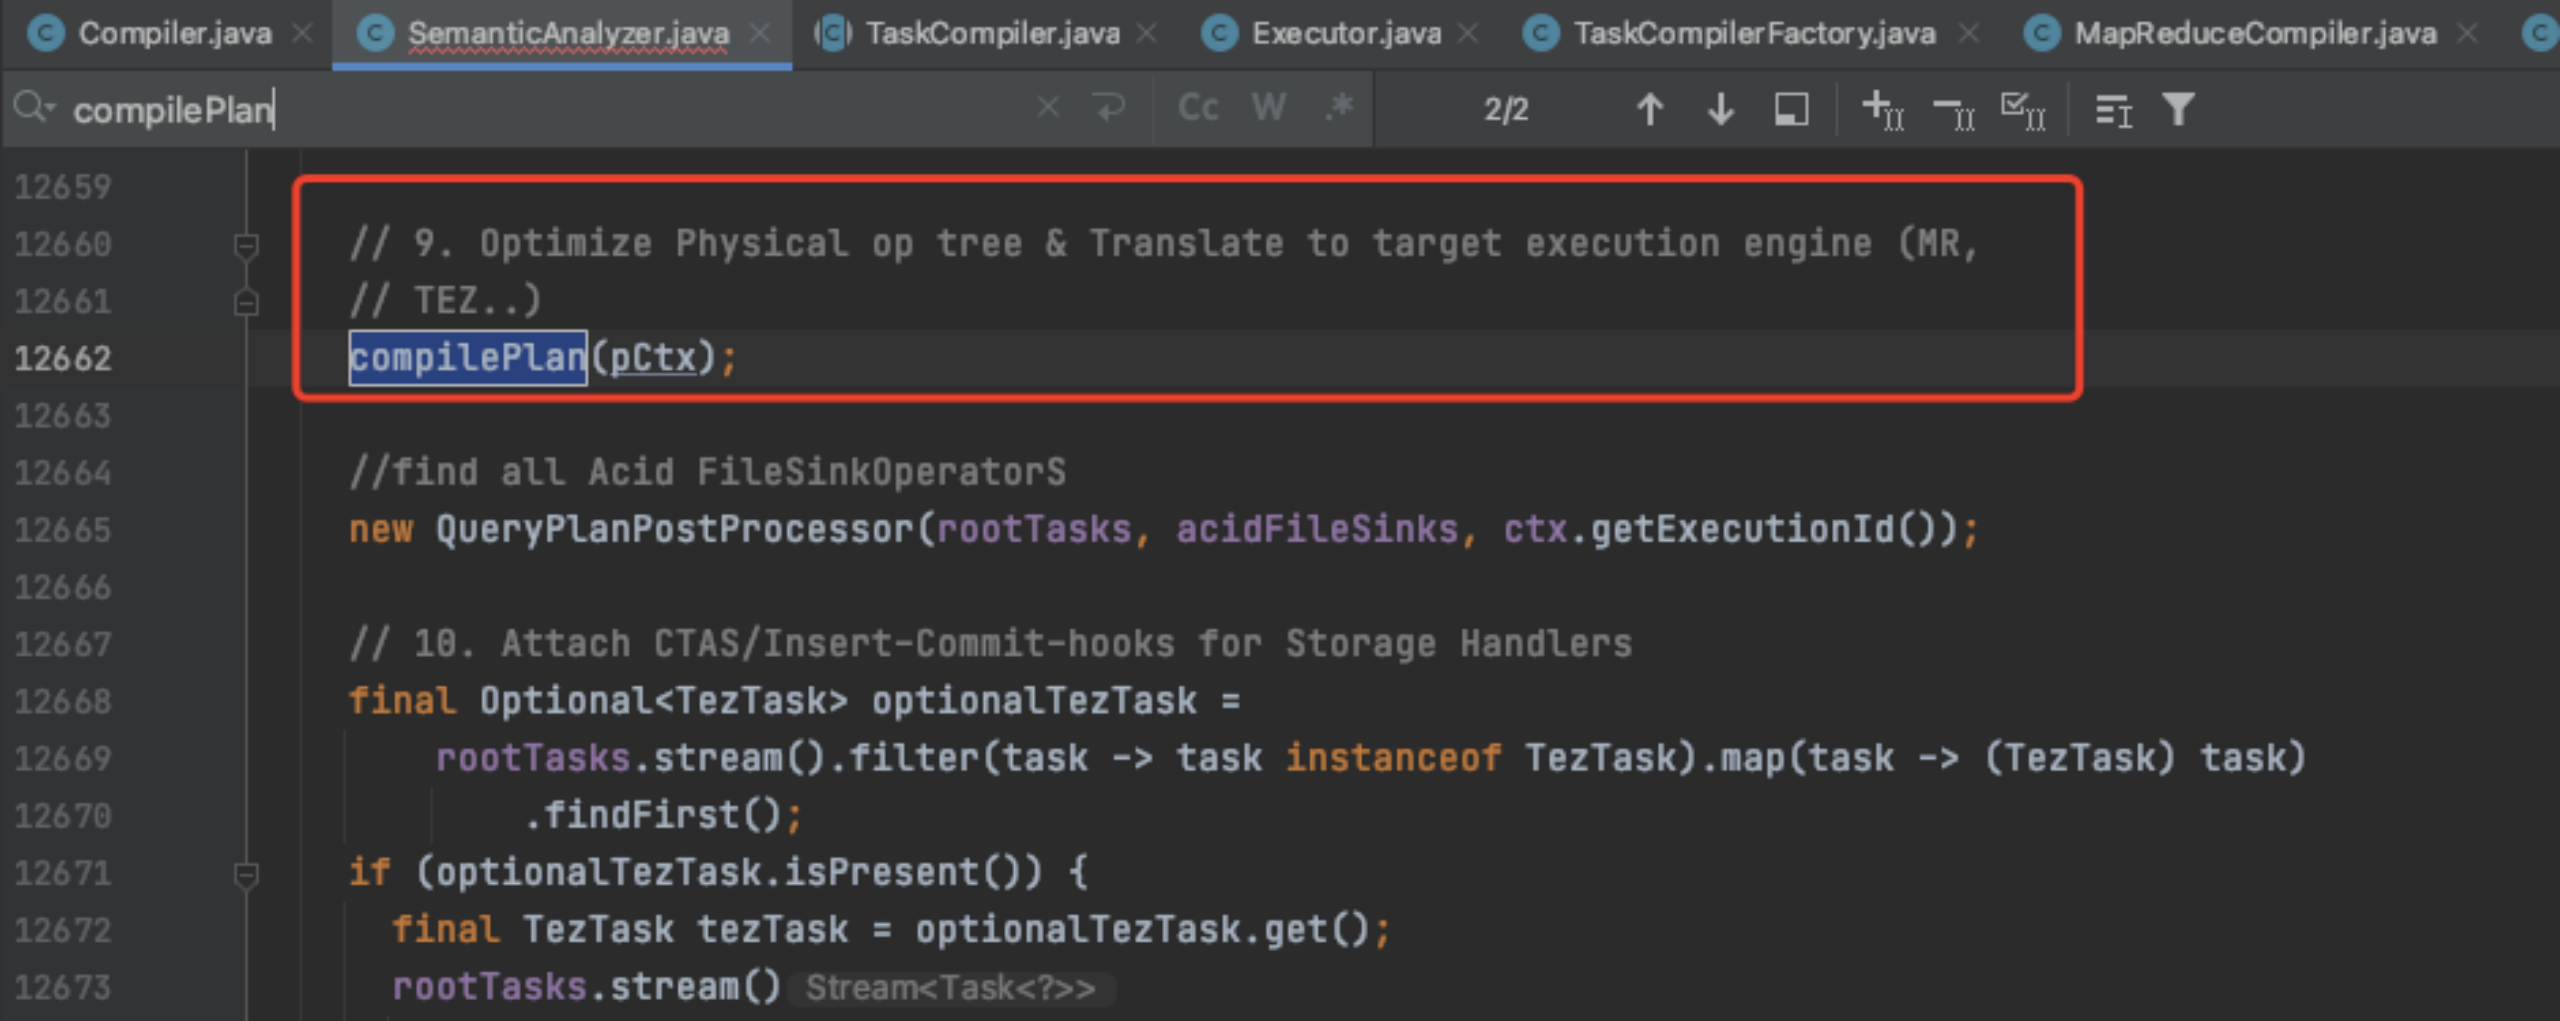 Compiler.java SemanticAnalyzer.java TaskCompiler.java Executor.java TaskCompilerFactory.java MapReduceCompiler.java
compilePlan Cc W .* 2/2
12659
12660 // 9. Optimize Physical op tree & Translate to target execution engine (MR,
12661 // TEZ..)
12662 compilePlan(pCtx);
12663
12664 //find all Acid FileSinkOperatorS
12665 new QueryPlanPostProcessor(rootTasks, acidFileSinks, ctx.getExecutionId());
12666
12667 // 10. Attach CTAS/Insert-Commit-hooks for Storage Handlers
12668 final Optional<TezTask> optionalTezTask =
12669 rootTasks.stream().filter(task -> task instanceof TezTask).map(task -> (TezTask) task)
12670 .findFirst();
12671 if (optionalTezTask.isPresent()) {
12672 final TezTask tezTask = optionalTezTask.get();
12673 rootTasks.stream() Stream<Task<?>>